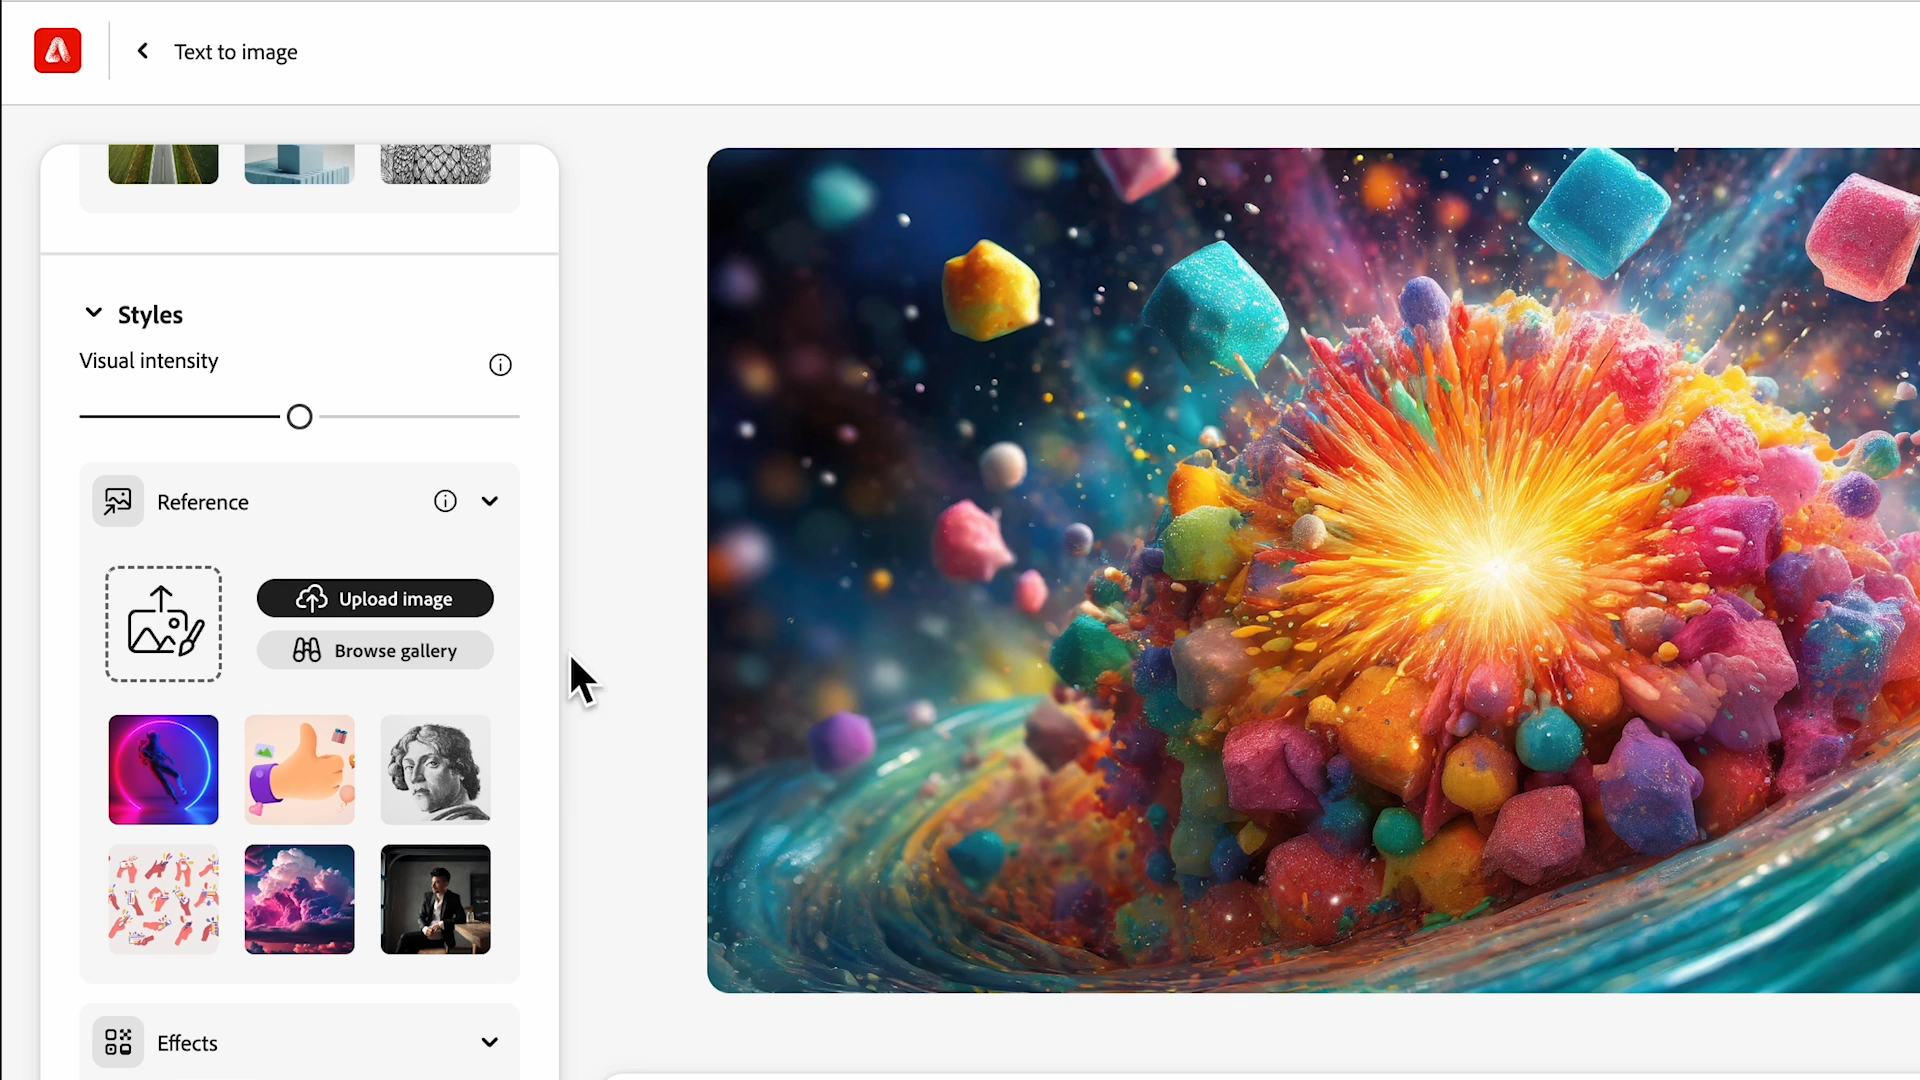 Text to image
Styles
Visual intensity
Reference
Upload image
Browse gallery
Effects